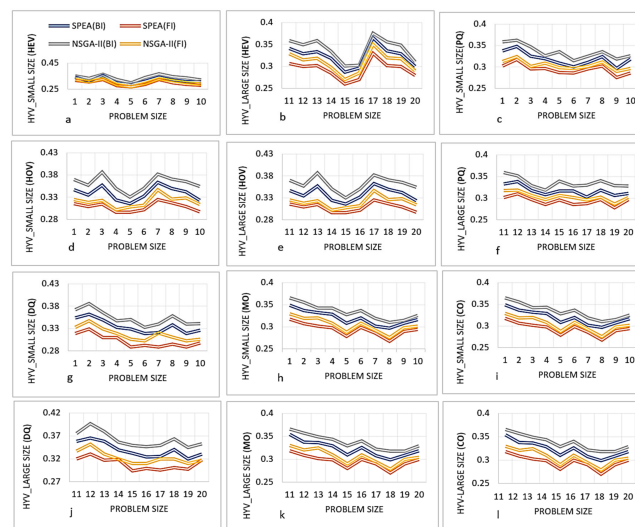 SPEA(BI) SPEA(FI)
NSGA-II(BI) NSGA-II(FI)
HYV_SMALL SIZE (HEV)
0.45
0.35
0.25
1 2 3 4 5 6 7 8 9 10
a PROBLEM SIZE
HYV_LARGE SIZE (HEV)
0.4
0.35
0.3
0.25
11 12 13 14 15 16 17 18 19 20
b PROBLEM SIZE
HYV_SMALL SIZE(PQ)
0.4
0.35
0.3
0.25
1 2 3 4 5 6 7 8 9 10
c PROBLEM SIZE
HYV_SMALL SIZE (HOV)
0.43
0.38
0.33
0.28
1 2 3 4 5 6 7 8 9 10
d PROBLEM SIZE
HYV_LARGE SIZE (HOV)
0.43
0.38
0.33
0.28
1 2 3 4 5 6 7 8 9 10
e PROBLEM SIZE
HYV_LARGE SIZE (PQ)
0.4
0.35
0.3
0.25
11 12 13 14 15 16 17 18 19 20
f PROBLEM SIZE
HYV_SMALL SIZE (DQ)
0.43
0.38
0.33
0.28
1 2 3 4 5 6 7 8 9 10
g PROBLEM SIZE
HYV_SMALL SIZE (MO)
0.4
0.35
0.3
0.25
1 2 3 4 5 6 7 8 9 10
h PROBLEM SIZE
HYV_SMALL SIZE (CO)
0.4
0.35
0.3
0.25
1 2 3 4 5 6 7 8 9 10
i PROBLEM SIZE
HYV_LARGE SIZE (DQ)
0.42
0.37
0.32
0.27
11 12 13 14 15 16 17 18 19 20
j PROBLEM SIZE
HYV_LARGE SIZE (MO)
0.4
0.35
0.3
0.25
11 12 13 14 15 16 17 18 19 20
k PROBLEM SIZE
HYV-LARGE SIZE (CO)
0.4
0.35
0.3
0.25
11 12 13 14 15 16 17 18 19 20
l PROBLEM SIZE